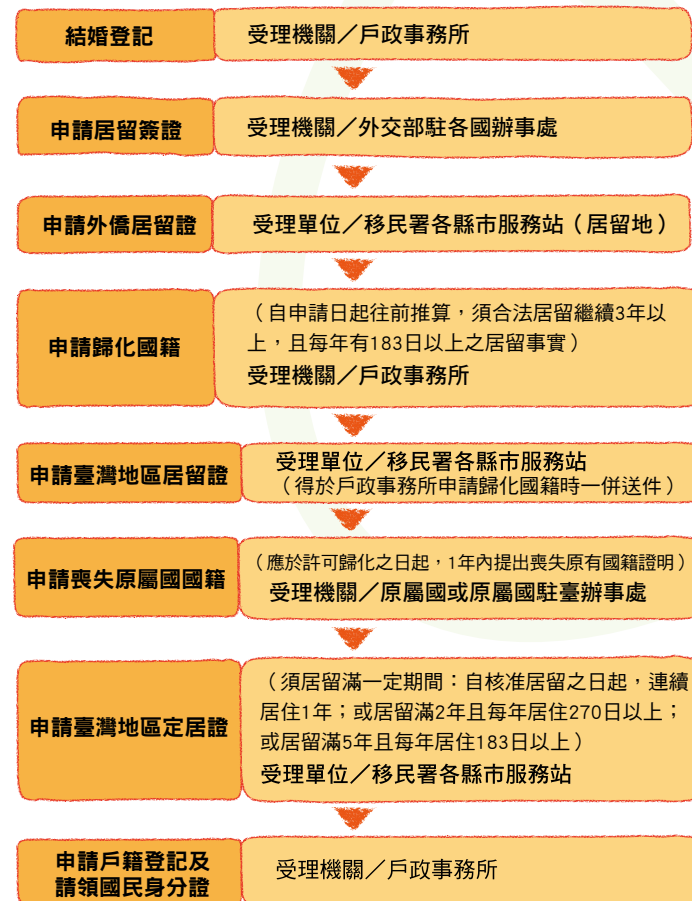 結婚登記
受理機關／戶政事務所
申請居留簽證
受理機關／外交部駐各國辦事處
申請外僑居留證
受理單位／移民署各縣市服務站（居留地）
申請歸化國籍
（自申請日起往前推算，須合法居留繼續3年以
上，且每年有183日以上之居留事實）
受理機關／戶政事務所
申請臺灣地區居留證
受理單位／移民署各縣市服務站
（得於戶政事務所申請歸化國籍時一併送件）
申請喪失原屬國國籍
（應於許可歸化之日起，1年內提出喪失原有國籍證明）
受理機關／原屬國或原屬國駐臺辦事處
申請臺灣地區定居證
（須居留滿一定期間：自核准居留之日起，連續
居住1年；或居留滿2年且每年居住270日以上；
或居留滿5年且每年居住183日以上）
受理單位／移民署各縣市服務站
申請戶籍登記及
請領國民身分證
受理機關／戶政事務所